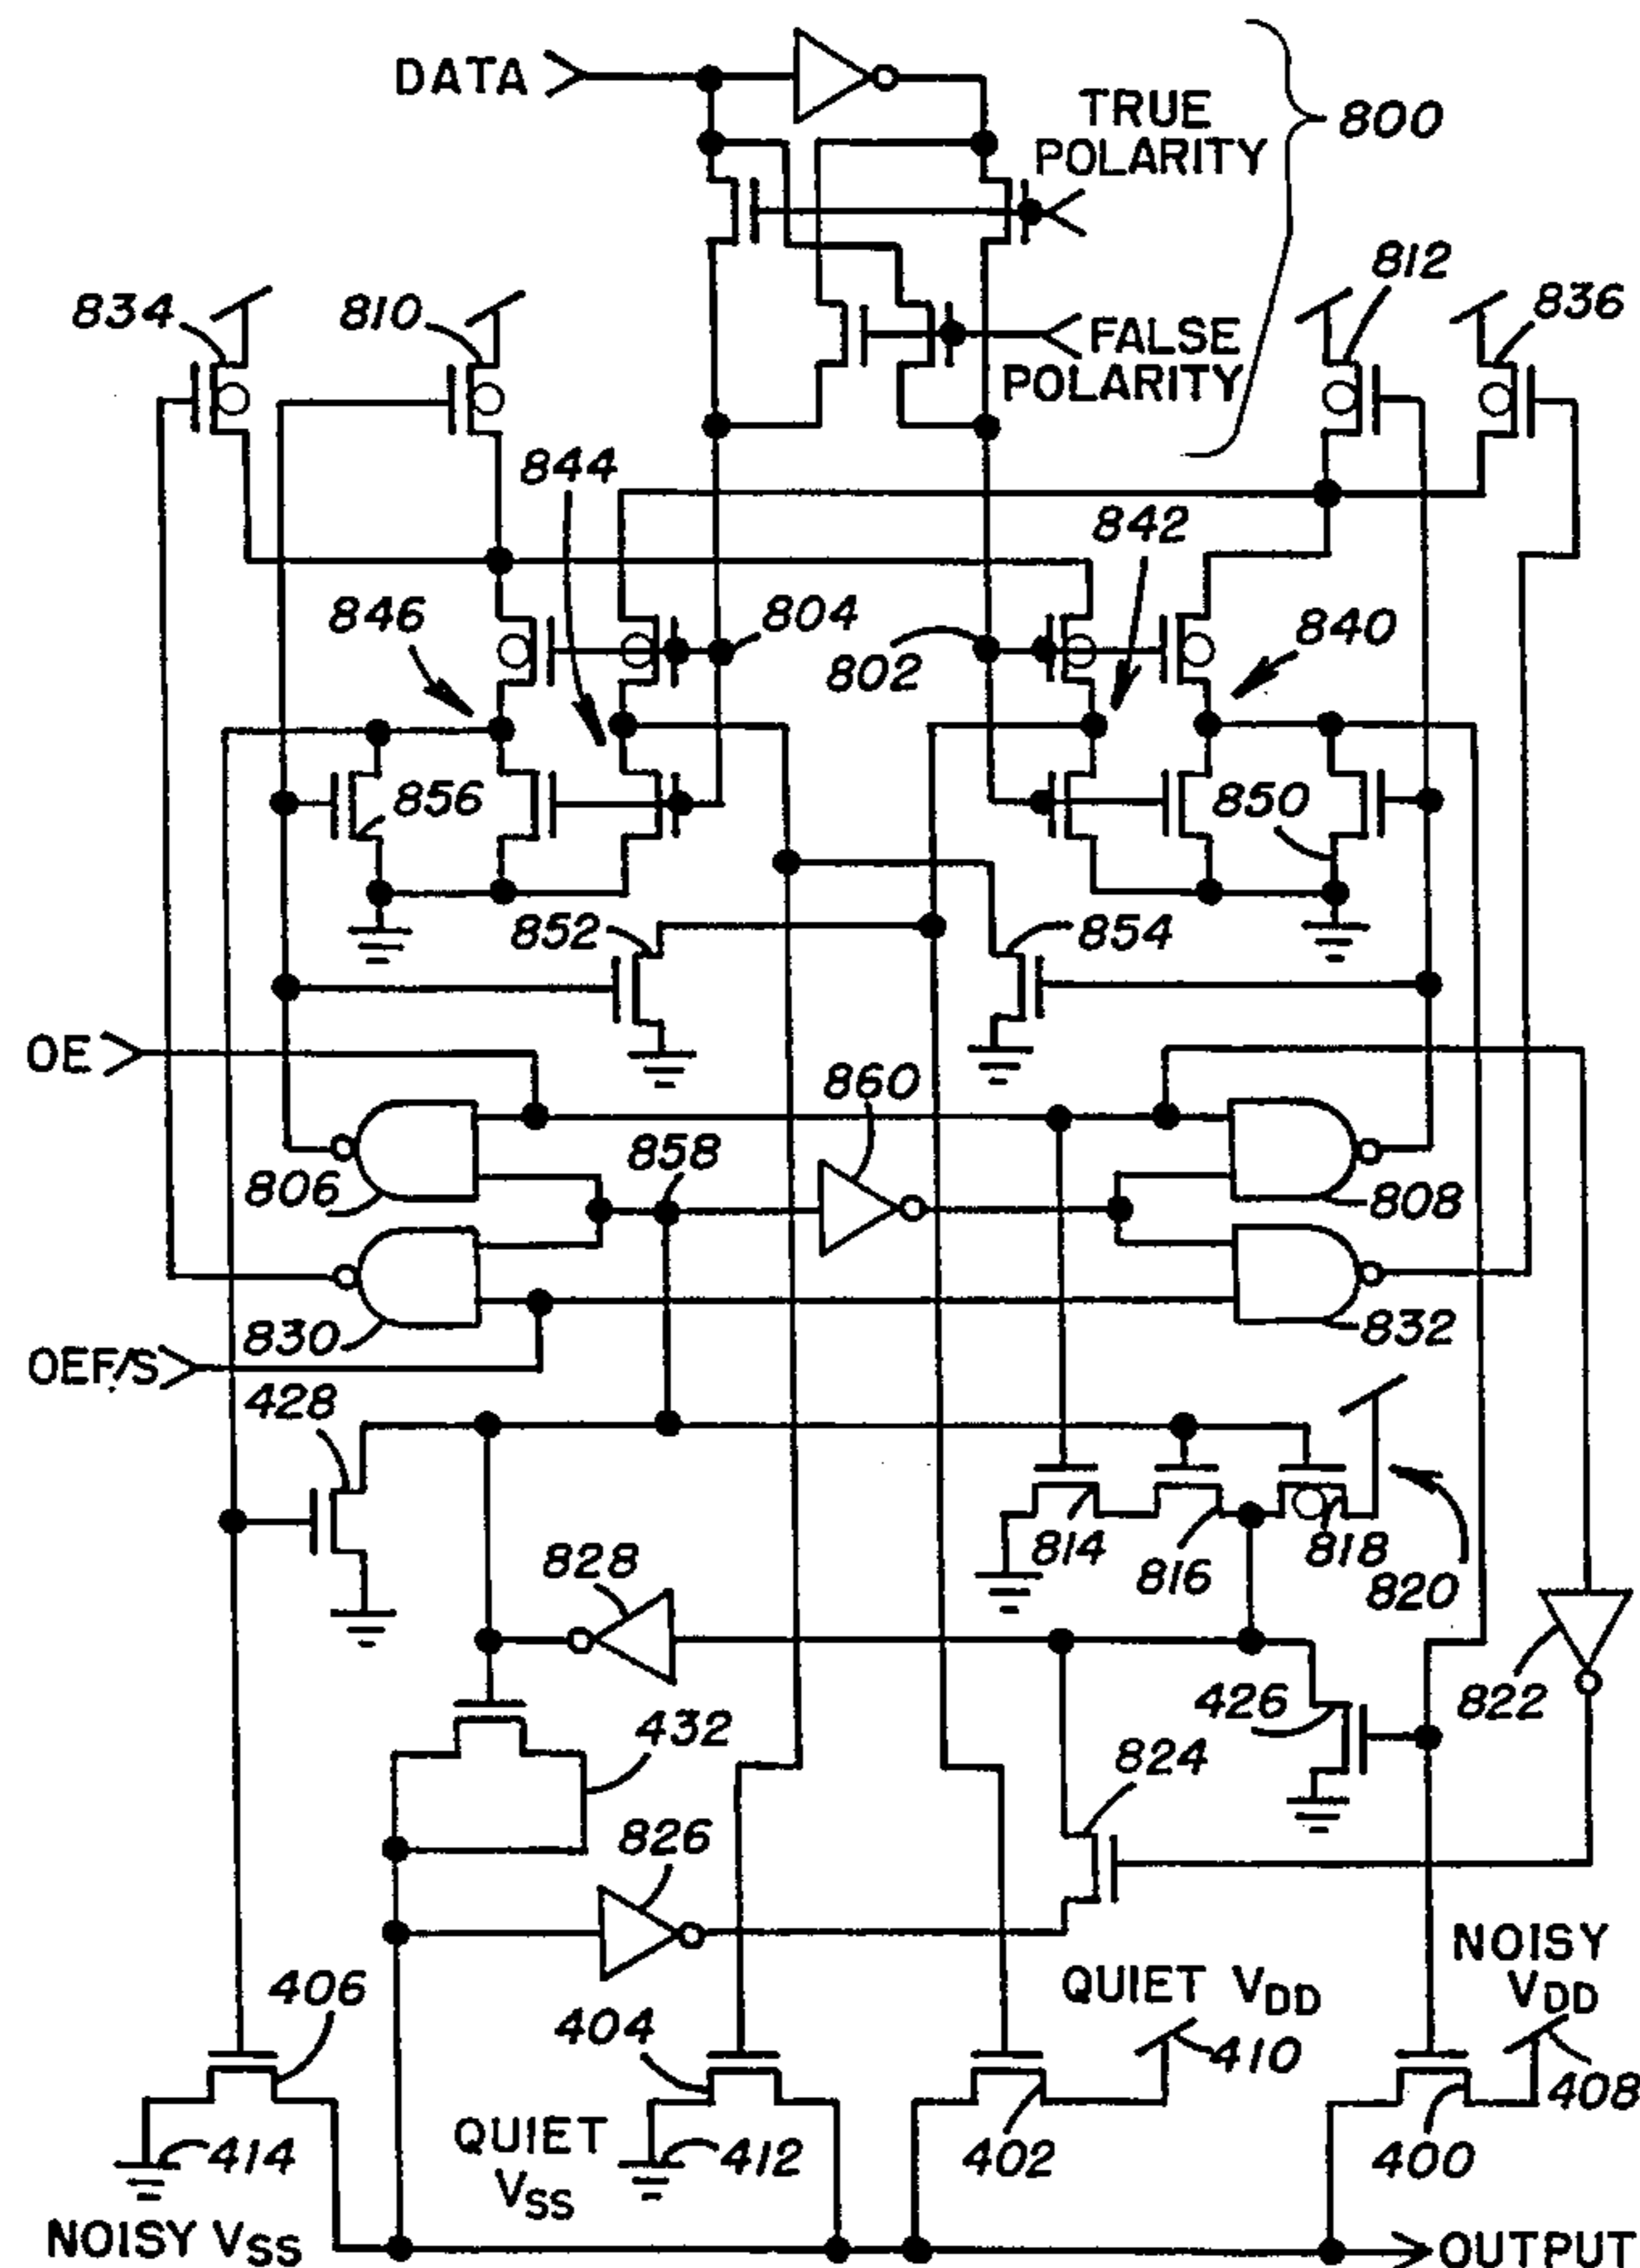 DATA
TRUE
POLARITY
800
812
834
810
836
FALSE
POLARITY
844
842
846
804
840
802
856
850
852
854
OE
860
858
806
808
830
832
OEF/S
428
814
816
818
820
828
822
426
432
824
826
NOISY
VDD
QUIET VDD
406
404
410
408
QUIET
VSS
414
412
402
400
NOISY VSS
OUTPUT